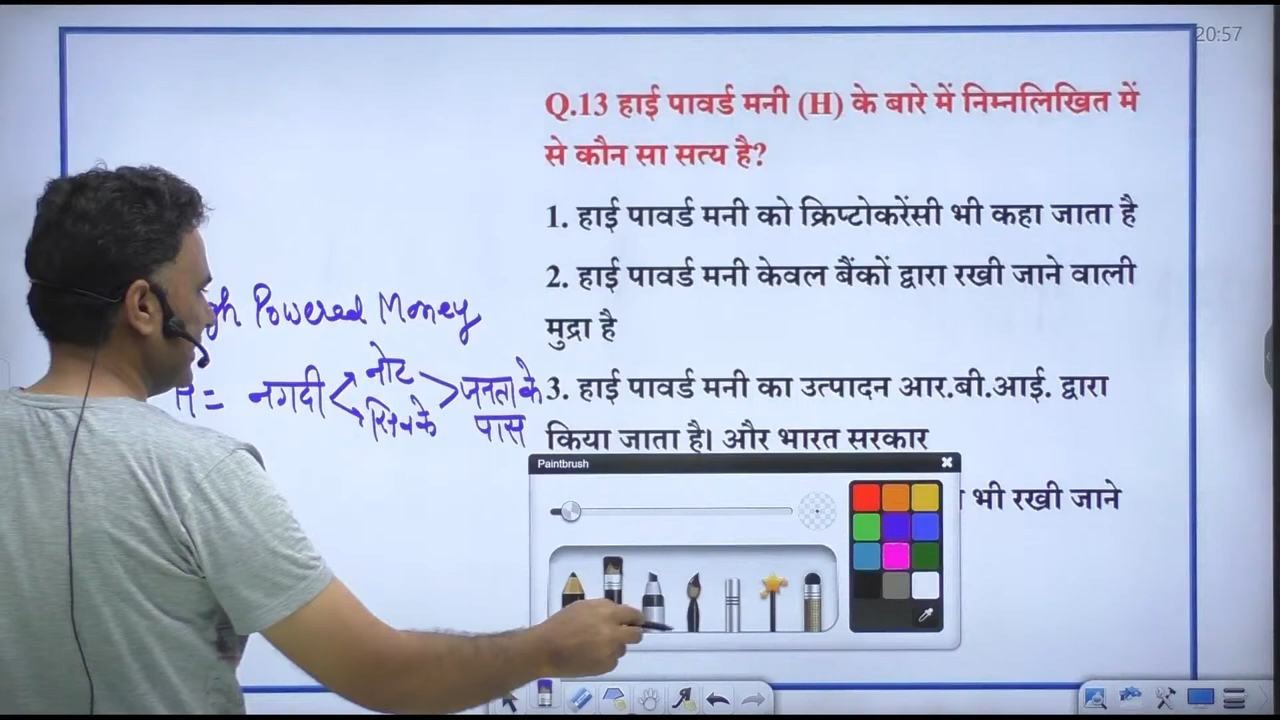 20:57
Q.13 हाई पावर्ड मनी (H) के बारे में निम्नलिखित में
से कौन सा सत्य है?
1. हाई पावर्ड मनी को क्रिप्टोकरेंसी भी कहा जाता है
2. हाई पावर्ड मनी केवल बैंकों द्वारा रखी जाने वाली
मुद्रा है
3. हाई पावर्ड मनी का उत्पादन आर.बी.आई. द्वारा
किया जाता है। और भारत सरकार
भी रखी जाने
Powered Money
H = नगदी
नोट
सिक्के
जनता के
पास
Paintbrush